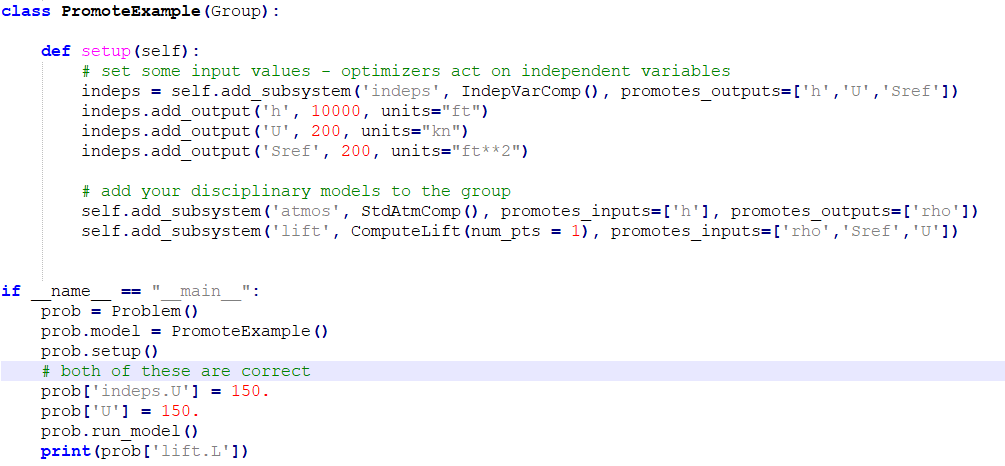 class PromoteExample(Group):
def setup(self):
# set some input values - optimizers act on independent variables
indeps = self.add_subsystem('indeps', IndepVarComp(), promotes_outputs=['h','U','Sref'])
indeps.add_output('h', 10000, units="ft")
indeps.add_output('U', 200, units="kn")
indeps.add_output('Sref', 200, units="ft**2")
# add your disciplinary models to the group
self.add_subsystem('atmos', StdAtmComp(), promotes_inputs=['h'], promotes_outputs=['rho'])
self.add_subsystem('lift', ComputeLift(num_pts = 1), promotes_inputs=['rho','Sref','U'])
if __name__ == "__main__":
prob = Problem()
prob.model = PromoteExample()
prob.setup()
# both of these are correct
prob['indeps.U'] = 150.
prob['U'] = 150.
prob.run_model()
print(prob['lift.L'])